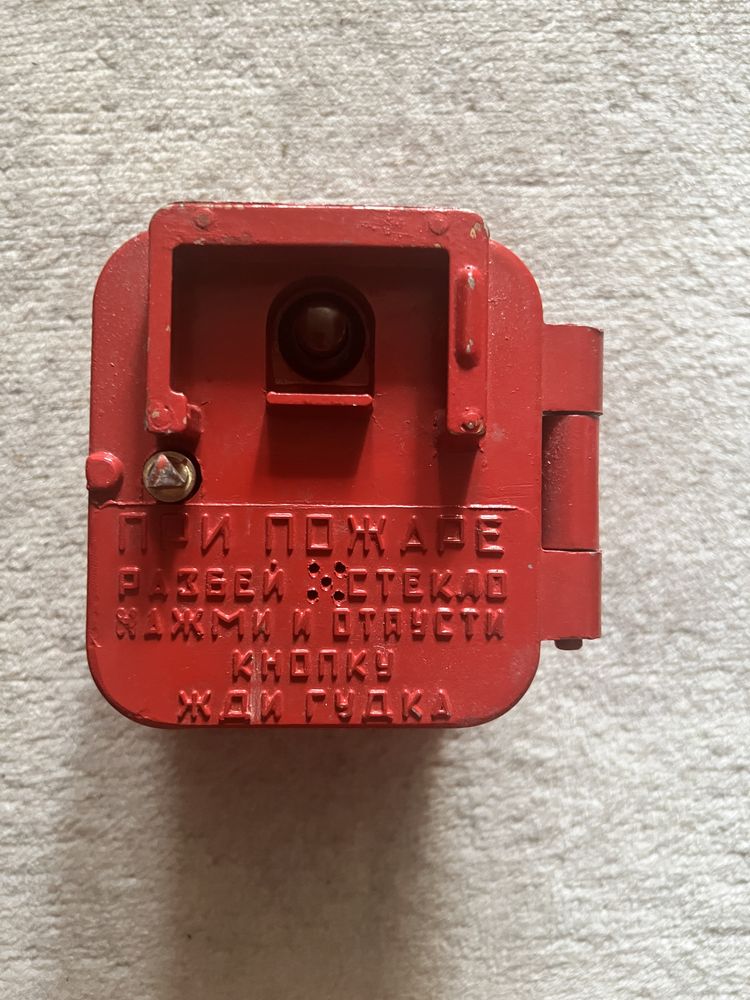 ПРИ ПОЖАРЕ
РАЗБЕЙ СТЕКЛО
НАЖМИ И ОТПУСТИ
КНОПКУ
ЖДИ ГУДКА